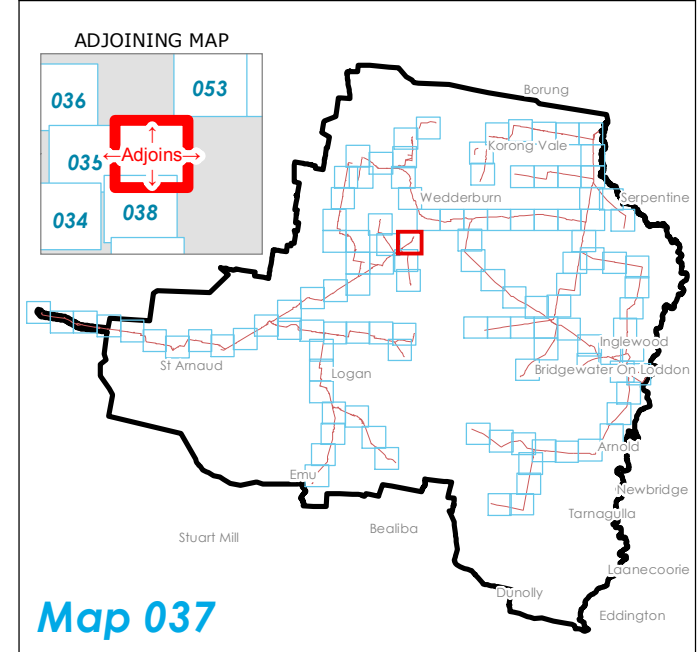 ADJOINING MAP
036
053
035
Adjoins
034
038
Borung
Korong Vale
Wedderburn
Serpentine
Inglewood
St Arnaud
Logan
Bridgewater On Loddon
Arnold
Emu
Newbridge
Tarnagulla
Stuart Mill
Bealiba
Laanecoorie
Dunolly
Eddington
Map 037